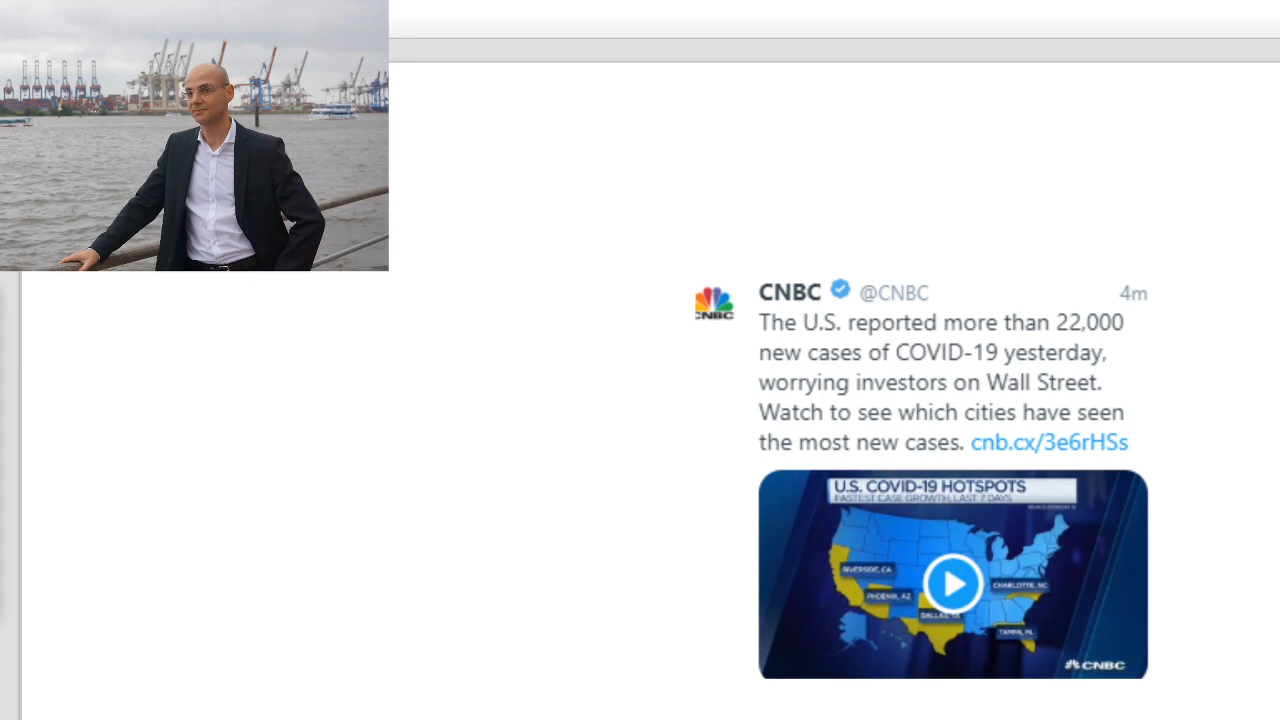 CNBC @CNBC 4m
CNBC
The U.S. reported more than 22,000
new cases of COVID-19 yesterday,
worrying investors on Wall Street.
Watch to see which cities have seen
the most new cases. cnb.cx/3e6rHSs
U.S. COVID-19 HOTSPOTS
FASTEST CASE GROWTH, LAST 7 DAYS
RIVERSIDE, CA
CHARLOTTE, NC
PHOENIX, AZ
DALLAS,
TAMPA, FL
CNBC